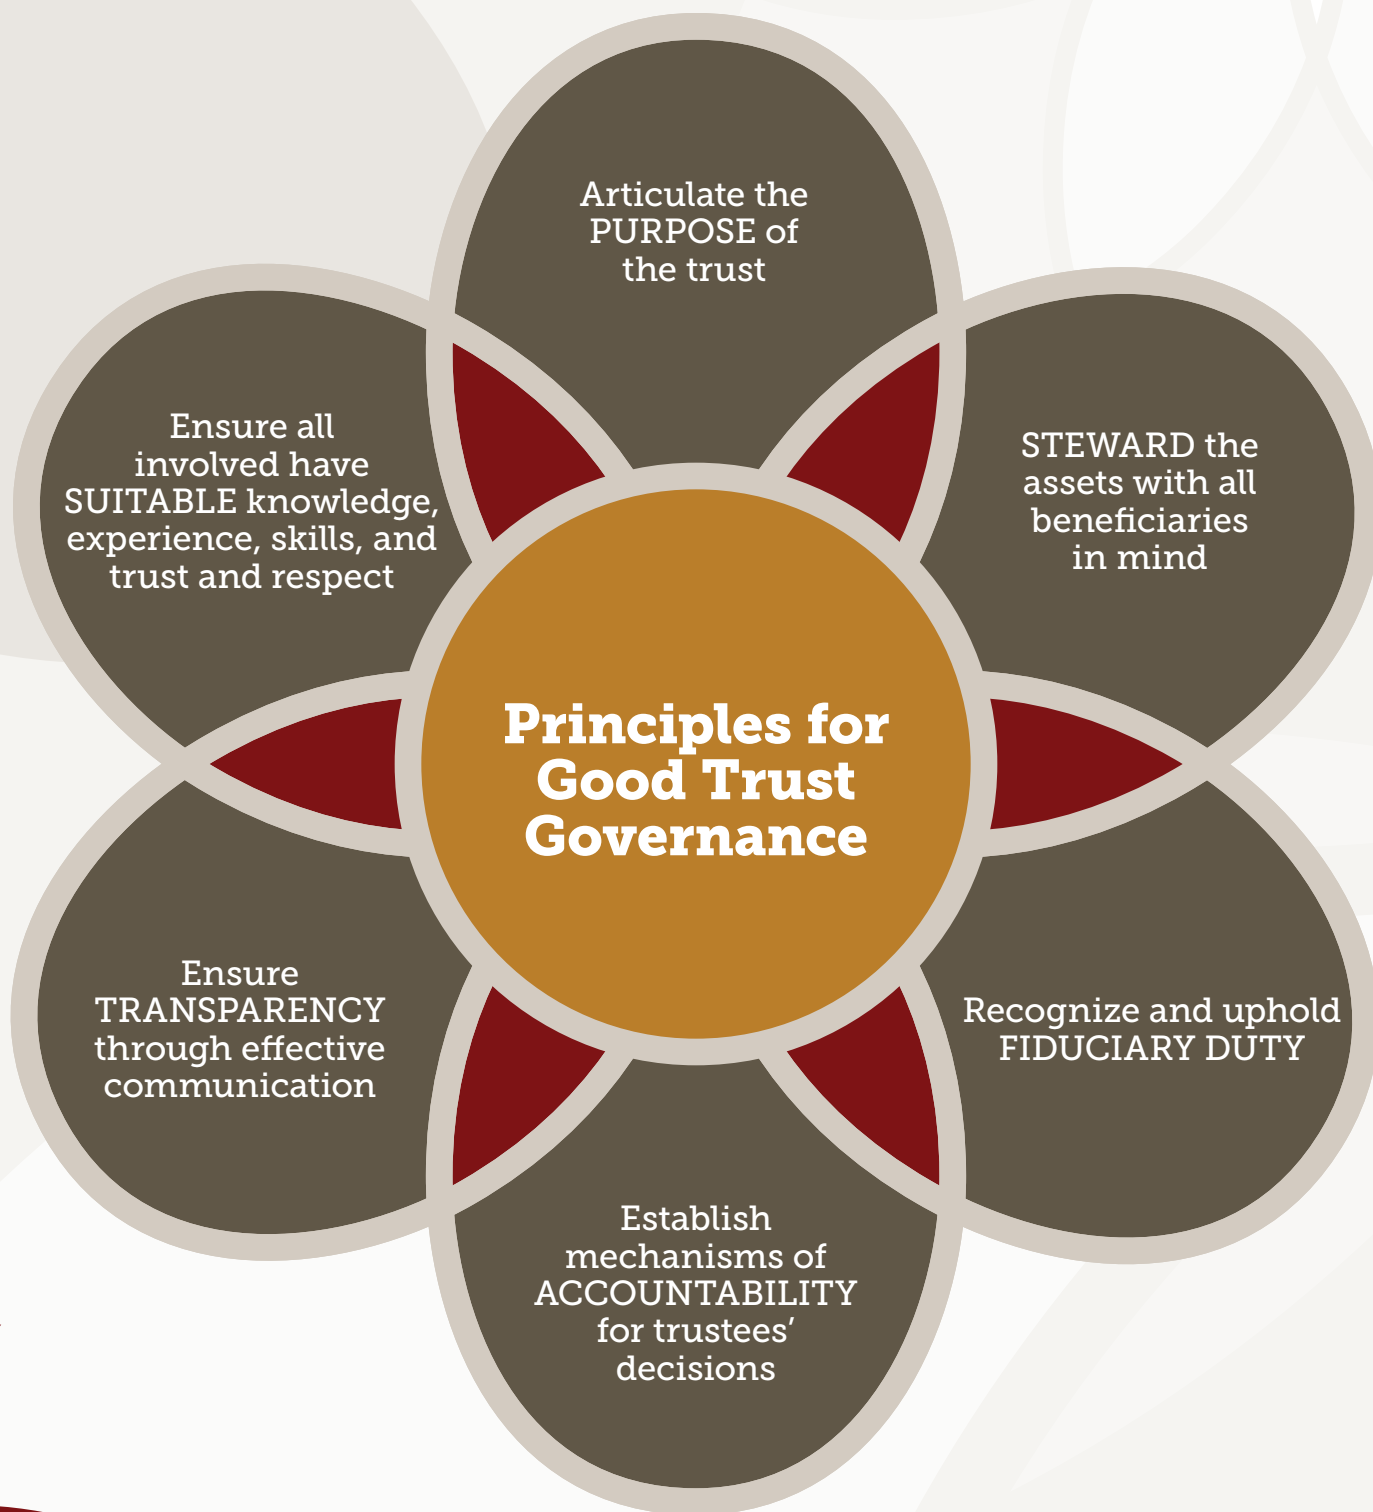 Articulate the
PURPOSE of
the trust
STEWARD the
assets with all
beneficiaries
in mind
Recognize and uphold
FIDUCIARY DUTY
Establish
mechanisms of
ACCOUNTABILITY
for trustees’
decisions
Ensure
TRANSPARENCY
through effective
communication
Ensure all
involved have
SUITABLE knowledge,
experience, skills, and
trust and respect
Principles for
Good Trust
Governance